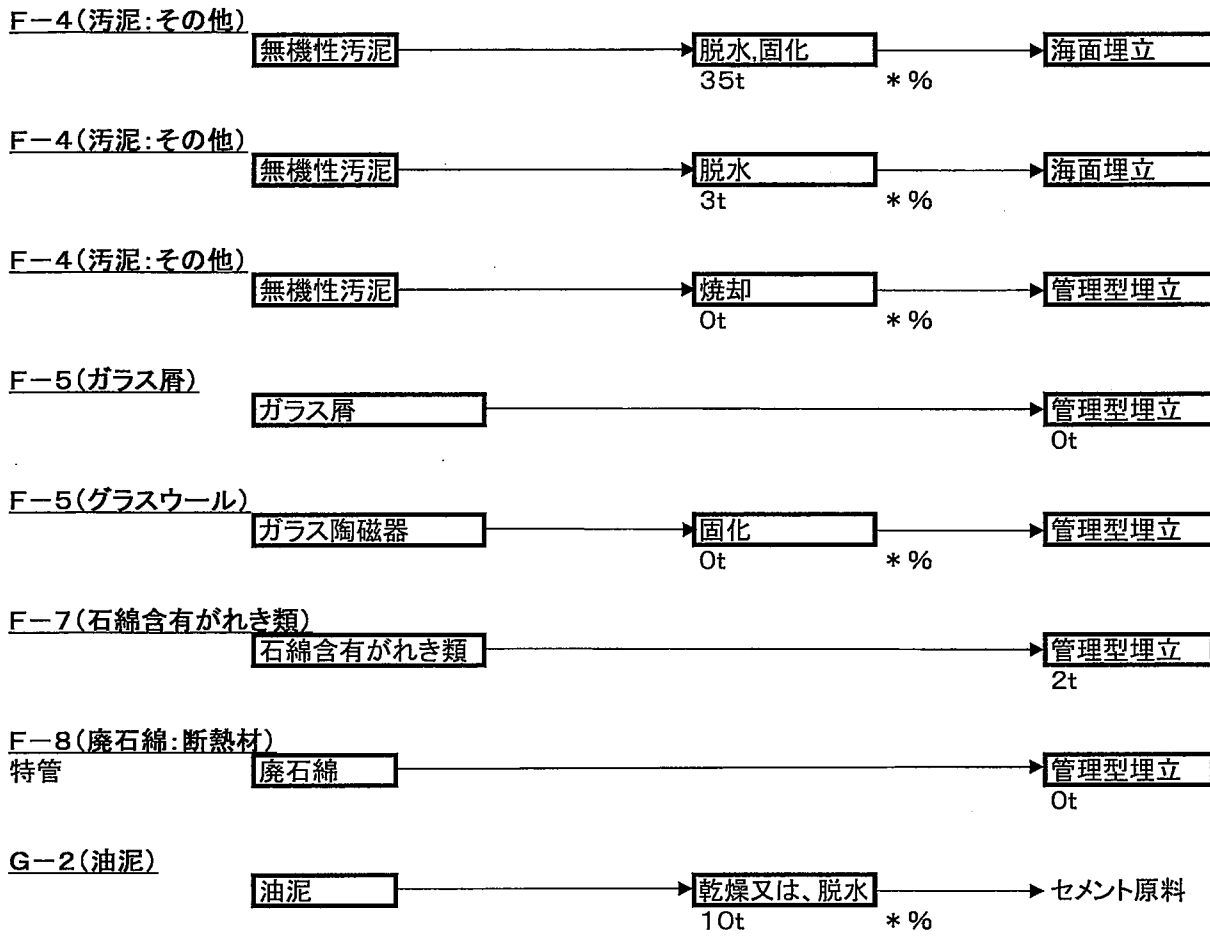 F－4(汚泥:その他)
無機性汚泥 脱水,固化 海面埋立
35t ＊%
F－4(汚泥:その他)
無機性汚泥 脱水 海面埋立
3t ＊%
F－4(汚泥:その他)
無機性汚泥 焼却 管理型埋立
0t ＊%
F－5(ガラス屑)
ガラス屑 管理型埋立
0t
F－5(グラスウール)
ガラス陶磁器 固化 管理型埋立
0t ＊%
F－7(石綿含有がれき類)
石綿含有がれき類 管理型埋立
2t
F－8(廃石綿:断熱材)
特管 廃石綿 管理型埋立
0t
G－2(油泥)
油泥 乾燥又は、脱水 セメント原料
10t ＊%